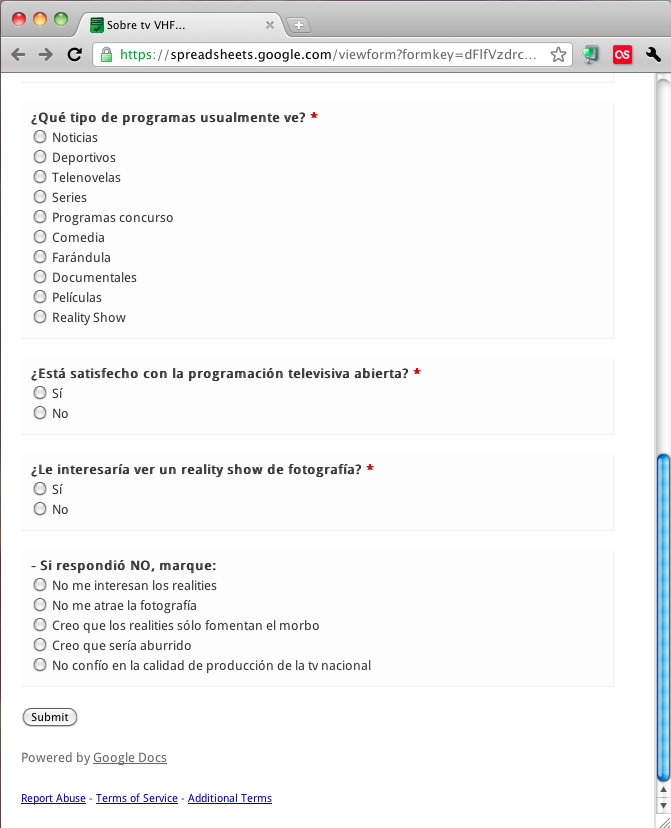 Sobre tv VHF...
https://spreadsheets.google.com/viewform?formkey=dFlfVzdrc...
OS
¿Qué tipo de programas usualmente ve? *
Noticias
Deportivos
Telenovelas
Series
Programas concurso
Comedia
Farándula
Documentales
Películas
Reality Show
¿Está satisfecho con la programación televisiva abierta? *
Sí
No
¿Le interesaría ver un reality show de fotografía? *
Sí
No
- Si respondió NO, marque:
No me interesan los realities
No me atrae la fotografía
Creo que los realities sólo fomentan el morbo
Creo que sería aburrido
No confío en la calidad de producción de la tv nacional
Submit
Powered by Google Docs
Report Abuse - Terms of Service - Additional Terms